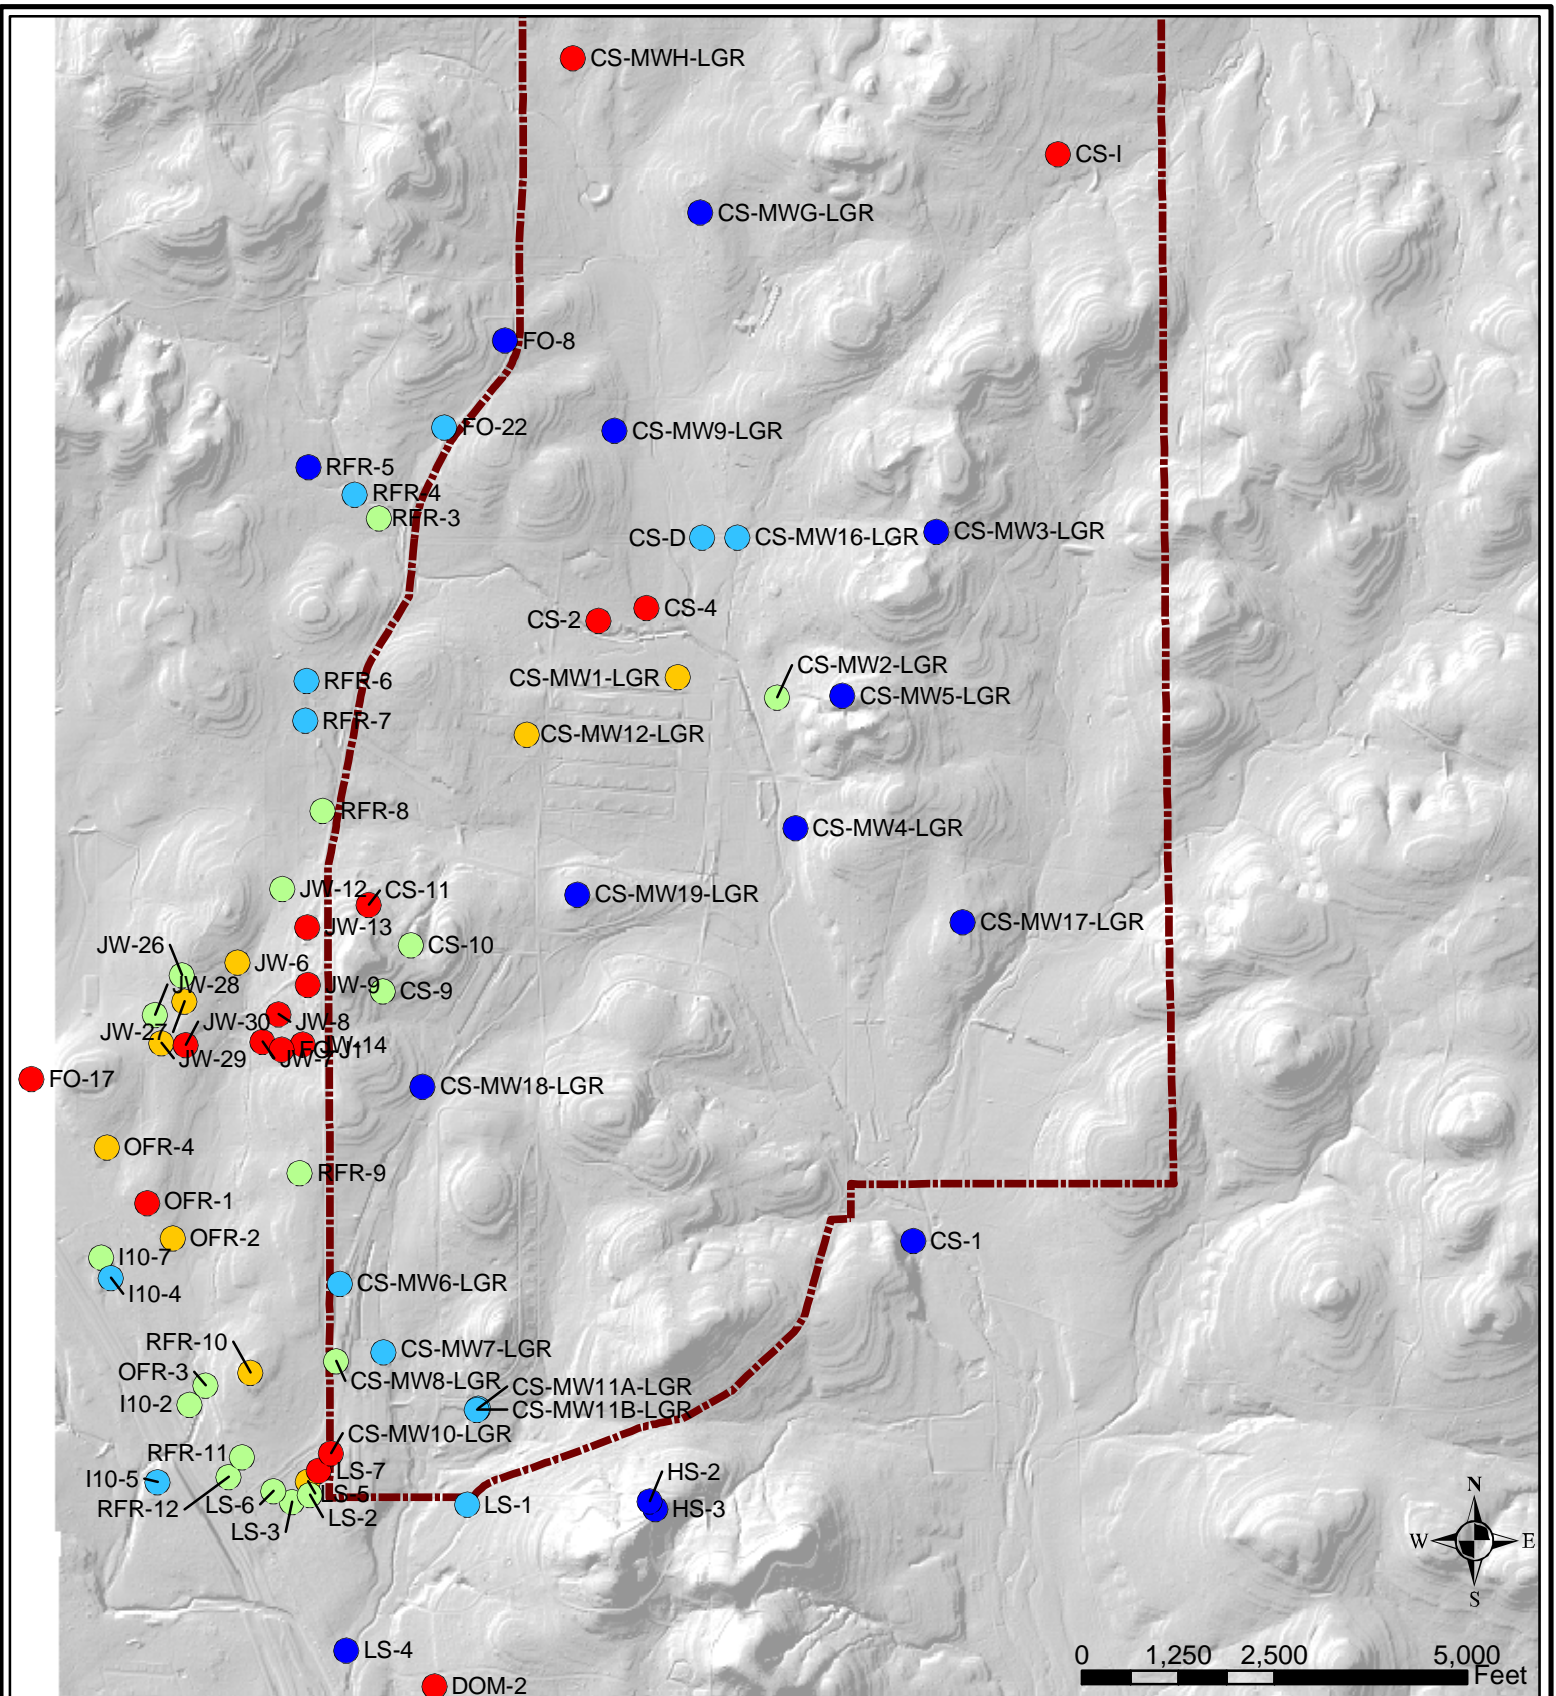 CS-MWH-LGR
CS-I
CS-MWG-LGR
FO-8
FO-22
CS-MW9-LGR
RFR-5
RFR-4
RFR-3
CS-D
CS-MW16-LGR
CS-MW3-LGR
CS-4
CS-2
CS-MW2-LGR
CS-MW1-LGR
RFR-6
CS-MW5-LGR
RFR-7
CS-MW12-LGR
RFR-8
CS-MW4-LGR
JW-12
CS-11
CS-MW19-LGR
CS-MW17-LGR
JW-13
JW-26
CS-10
JW-6
JW-28
JW-9
CS-9
JW-30
JW-8
JW-27
JW-29
JW-7
FO-J1
JW-14
FO-17
CS-MW18-LGR
OFR-4
RFR-9
OFR-1
OFR-2
CS-1
I10-7
I10-4
CS-MW6-LGR
RFR-10
CS-MW7-LGR
OFR-3
CS-MW8-LGR
CS-MW11A-LGR
I10-2
CS-MW11B-LGR
CS-MW10-LGR
RFR-11
LS-7
HS-2
I10-5
LS-5
RFR-12
LS-6
LS-1
HS-3
LS-2
LS-3
N
W
E
S
LS-4
0 1,250 2,500 5,000
Feet
DOM-2